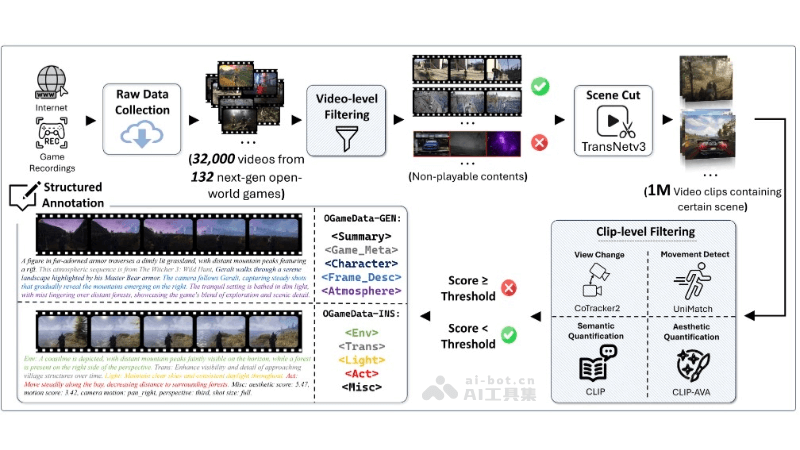 Internet
Game
Recordings
Raw Data
Collection
(32,000 videos from
132 next-gen open-
world games)
Video-level
Filtering
(Non-playable contents)
Scene Cut
TransNetv3
(1M Video clips containing
certain scene)
Clip-level Filtering
View Change
CoTracker2
Movement Detect
UniMatch
Semantic
Quantification
CLIP
Aesthetic
Quantification
CLIP-AVA
Score ≥
Threshold
Score <
Threshold
Structured
Annotation
OGameData-GEN:
<Summary>
<Game_Meta>
<Character>
<Frame_Desc>
<Atmosphere>
A figure in fur-adorned armor traverses a dimly lit grassland, with distant mountain peaks featuring
a rift. This atmospheric sequence is from The Witcher 3: Wild Hunt, Geralt walks through a serene
landscape highlighted by his Master Bear armor. The camera follows Geralt, capturing steady shots
that gradually reveal the mountains emerging on the right. The tranquil setting is bathed in dim light,
with mist lingering over distant forests, showcasing the game's blend of exploration and scenic detail.
OGameData-INS:
<Env>
<Trans>
<Light>
<Act>
<Misc>
Env: A coastline is depicted, with distant mountain peaks faintly visible on the horizon, while a forest
is present on the right side of the perspective. Trans: Enhance visibility and detail of approaching
village structures over time. Light: Maintain clear skies and consistent daylight throughout. Act:
Move steadily along the bay, decreasing distance to surrounding forests. Misc: aesthetic score: 5.47,
motion score: 3.42, camera motion: pan_right, perspective: third, shot size: full.
ai-bot.cn
AI工具集